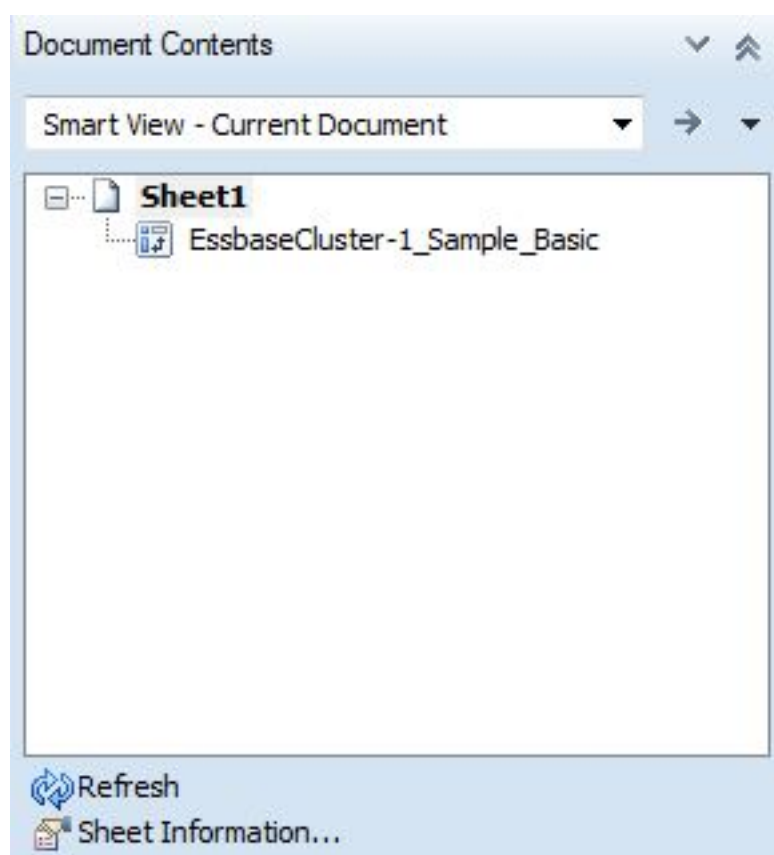 Document Contents
Smart View - Current Document
Sheet1
EssbaseCluster-1_Sample_Basic
Refresh
Sheet Information...